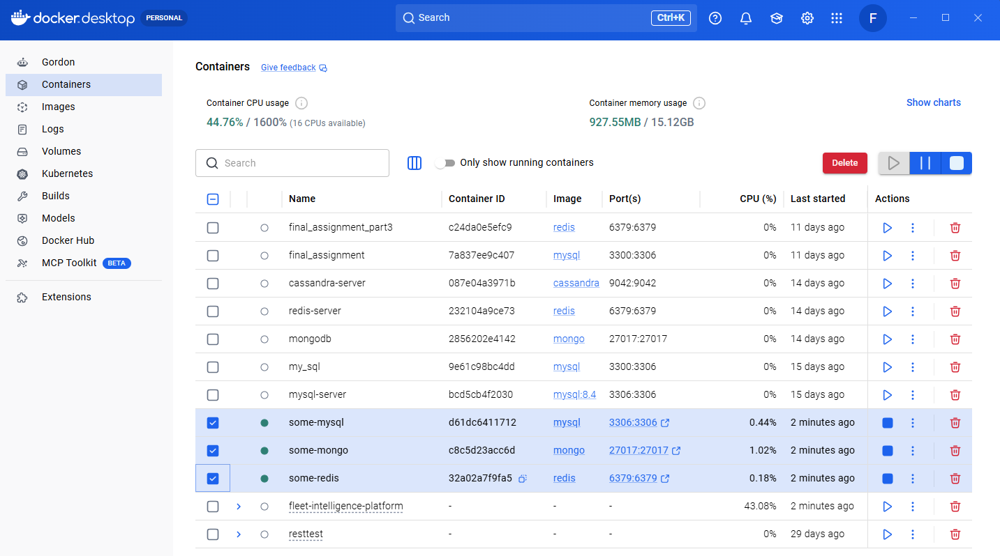 docker.desktop PERSONAL Search Ctrl+K F
Gordon
Containers
Images
Logs
Volumes
Kubernetes
Builds
Models
Docker Hub
MCP Toolkit BETA
Extensions
Containers Give feedback
Container CPU usage
44.76% / 1600% (16 CPUs available)
Container memory usage
927.55MB / 15.12GB
Show charts
Search
Only show running containers
Delete
Name Container ID Image Port(s) CPU (%) Last started Actions
final_assignment_part3 c24da0e5efc9 redis 6379:6379 0% 11 days ago
final_assignment 7a837ee9c407 mysql 3300:3306 0% 11 days ago
cassandra-server 087e04a3971b cassandra 9042:9042 0% 14 days ago
redis-server 232104a9ce73 redis 6379:6379 0% 14 days ago
mongodb 2856202e4142 mongo 27017:27017 0% 14 days ago
my_sql 9e61c98bc4dd mysql 3300:3306 0% 15 days ago
mysql-server bcd5cb4f2030 mysql:8.4 3306:3306 0% 15 days ago
some-mysql d61dc6411712 mysql 3306:3306 0.44% 2 minutes ago
some-mongo c8c5d23acc6d mongo 27017:27017 1.02% 2 minutes ago
some-redis 32a02a7f9fa5 redis 6379:6379 0.18% 2 minutes ago
fleet-intelligence-platform - - - 43.08% 2 minutes ago
resttest - - - 0% 29 days ago